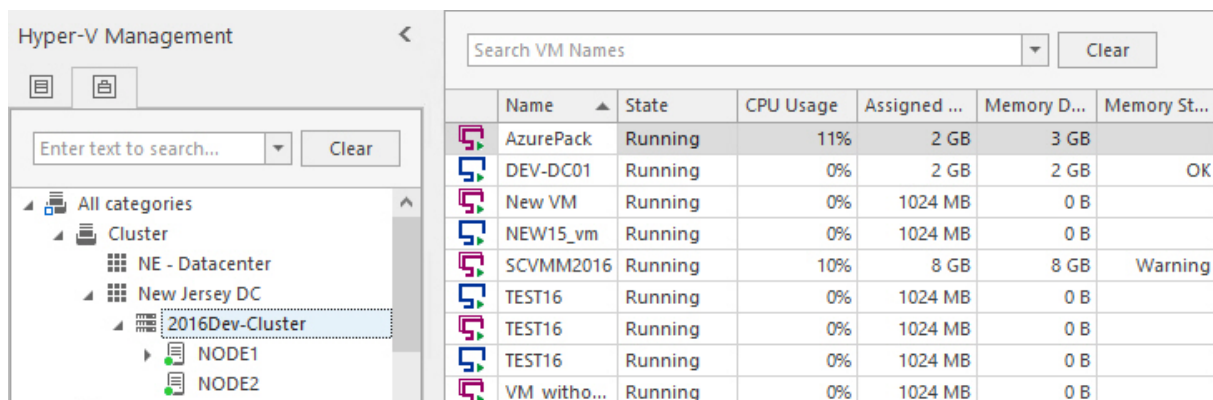 Hyper-V Management
Enter text to search...
Clear
All categories
Cluster
NE - Datacenter
New Jersey DC
2016Dev-Cluster
NODE1
NODE2
Search VM Names
Clear
Name State CPU Usage Assigned ... Memory D... Memory St...
AzurePack Running 11% 2 GB 3 GB
DEV-DC01 Running 0% 2 GB 2 GB OK
New VM Running 0% 1024 MB 0 B
NEW15_vm Running 0% 1024 MB 0 B
SCVMM2016 Running 10% 8 GB 8 GB Warning
TEST16 Running 0% 1024 MB 0 B
TEST16 Running 0% 1024 MB 0 B
TEST16 Running 0% 1024 MB 0 B
VM_witho... Running 0% 1024 MB 0 B